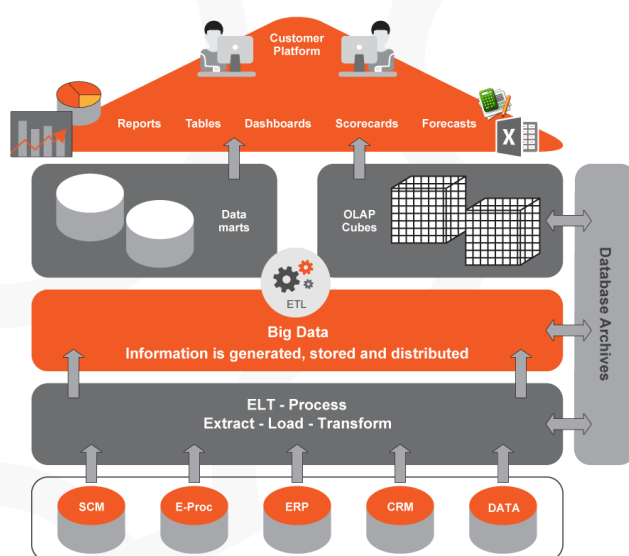 Customer
Platform
Reports Tables Dashboards Scorecards Forecasts
X
Data
marts
OLAP
Cubes
ETL
Big Data
Information is generated, stored and distributed
Database Archives
ELT - Process
Extract - Load - Transform
SCM E-Proc ERP CRM DATA